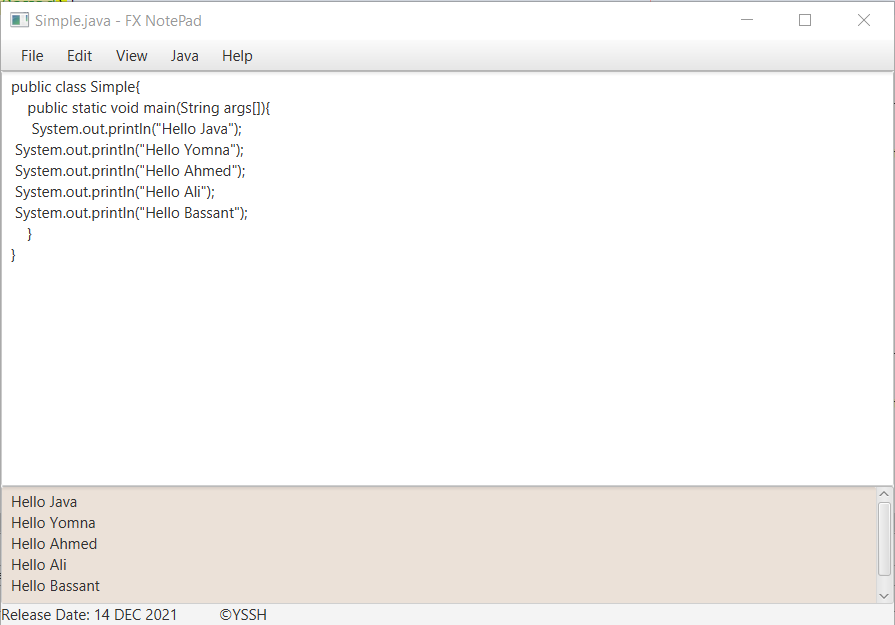 Simple.java - FX NotePad
File Edit View Java Help
public class Simple{
    public static void main(String args[]){
     System.out.println("Hello Java");
 System.out.println("Hello Yomna");
 System.out.println("Hello Ahmed");
 System.out.println("Hello Ali");
 System.out.println("Hello Bassant");
    }
}
Hello Java
Hello Yomna
Hello Ahmed
Hello Ali
Hello Bassant
Release Date: 14 DEC 2021 ©YSSH